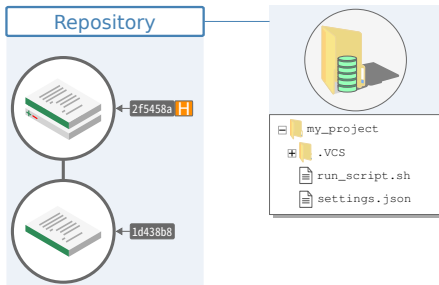 Repository
2f5458a H
1d438b8
my_project
.VCS
run_script.sh
settings.json